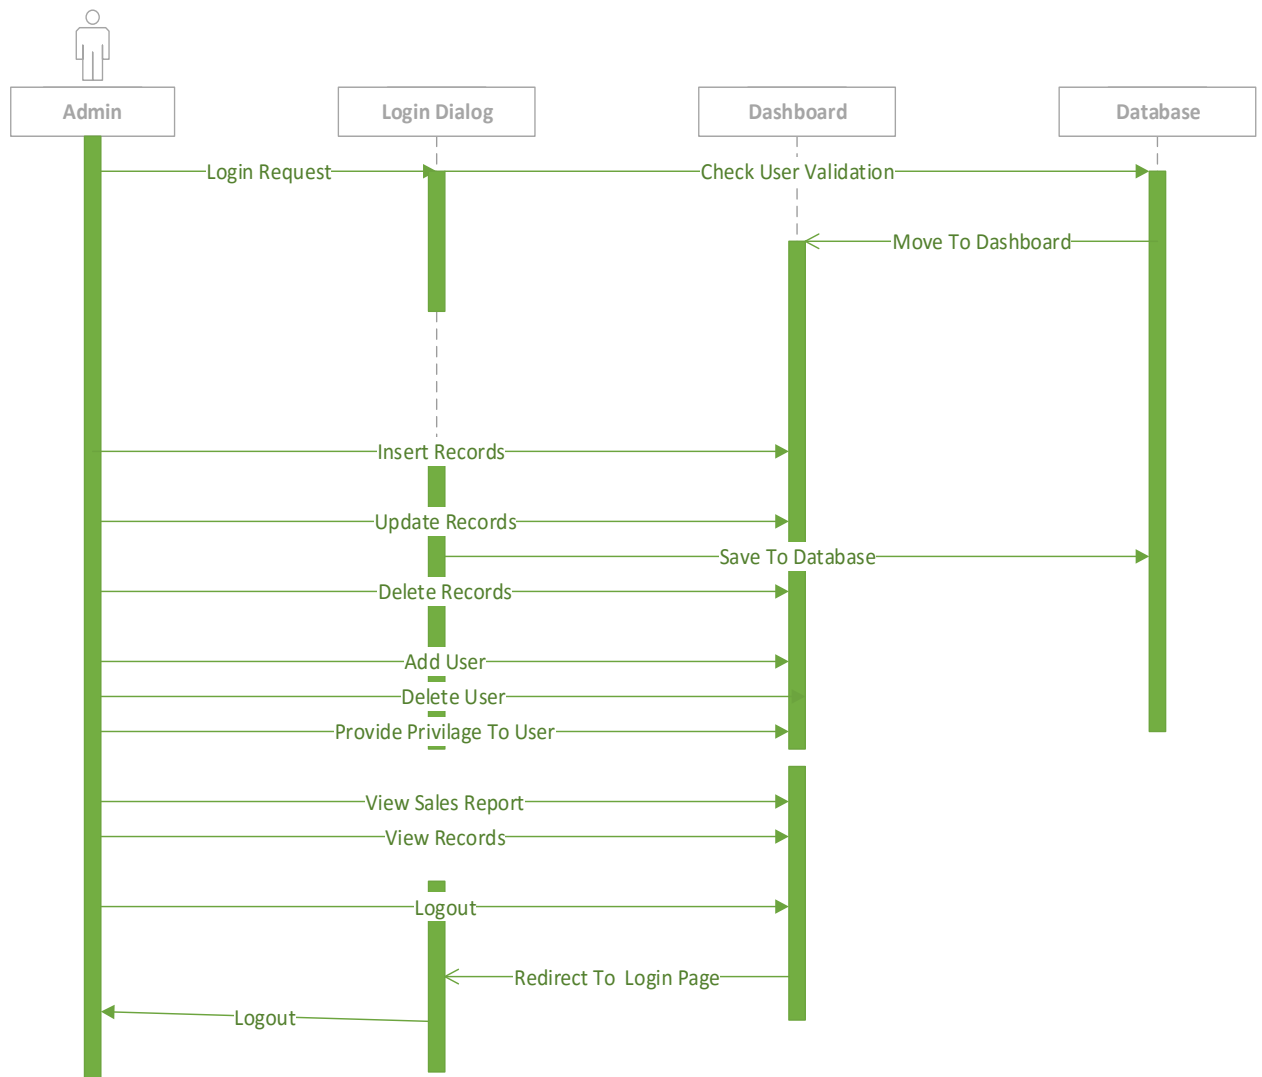 Admin
Login Dialog
Dashboard
Database
Login Request
Check User Validation
Move To Dashboard
Insert Records
Update Records
Save To Database
Delete Records
Add User
Delete User
Provide Privilage To User
View Sales Report
View Records
Logout
Redirect To Login Page
Logout